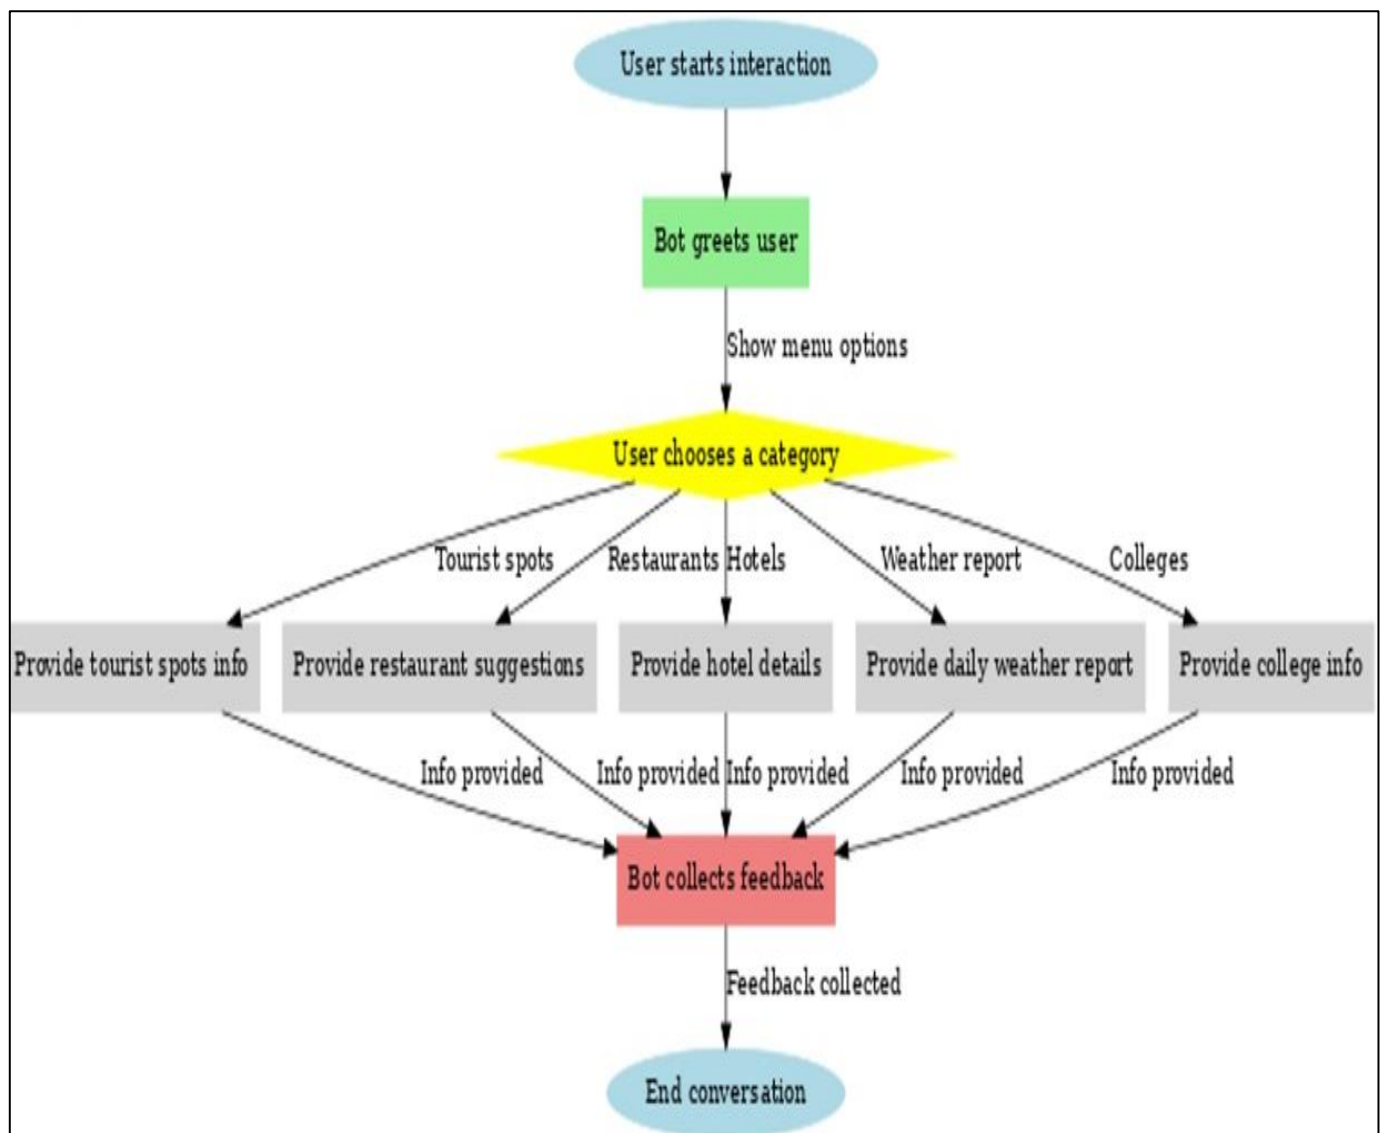 User starts interaction
Bot greets user
Show menu options
User chooses a category
Tourist spots
Restaurants
Hotels
Weather report
Colleges
Provide tourist spots info
Provide restaurant suggestions
Provide hotel details
Provide daily weather report
Provide college info
Info provided
Info provided
Info provided
Info provided
Info provided
Bot collects feedback
Feedback collected
End conversation